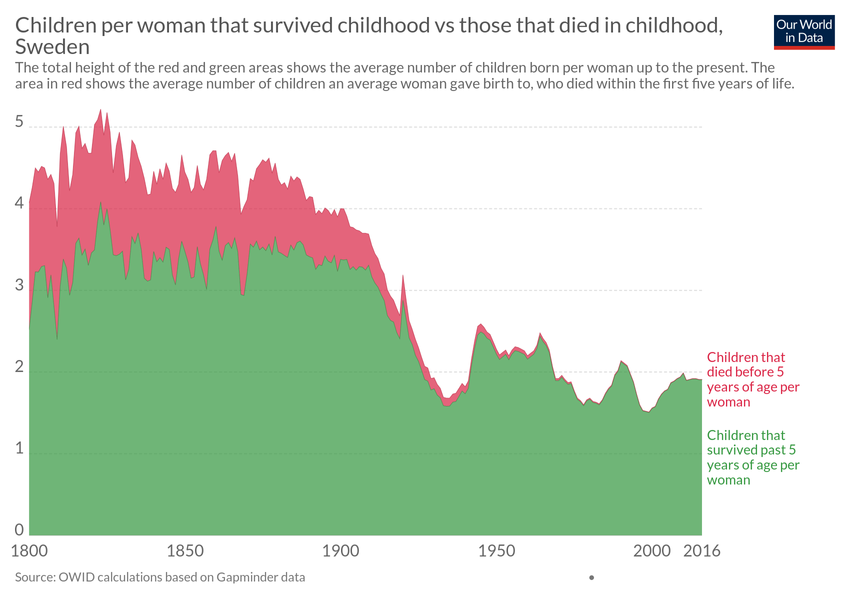 Children per woman that survived childhood vs those that died in childhood,
Sweden
Our World
in Data
The total height of the red and green areas shows the average number of children born per woman up to the present. The
area in red shows the average number of children an average woman gave birth to, who died within the first five years of life.
5
4
3
2
1
0
Children that
died before 5
years of age per
woman
Children that
survived past 5
years of age per
woman
1800 1850 1900 1950 2000 2016
Source: OWID calculations based on Gapminder data